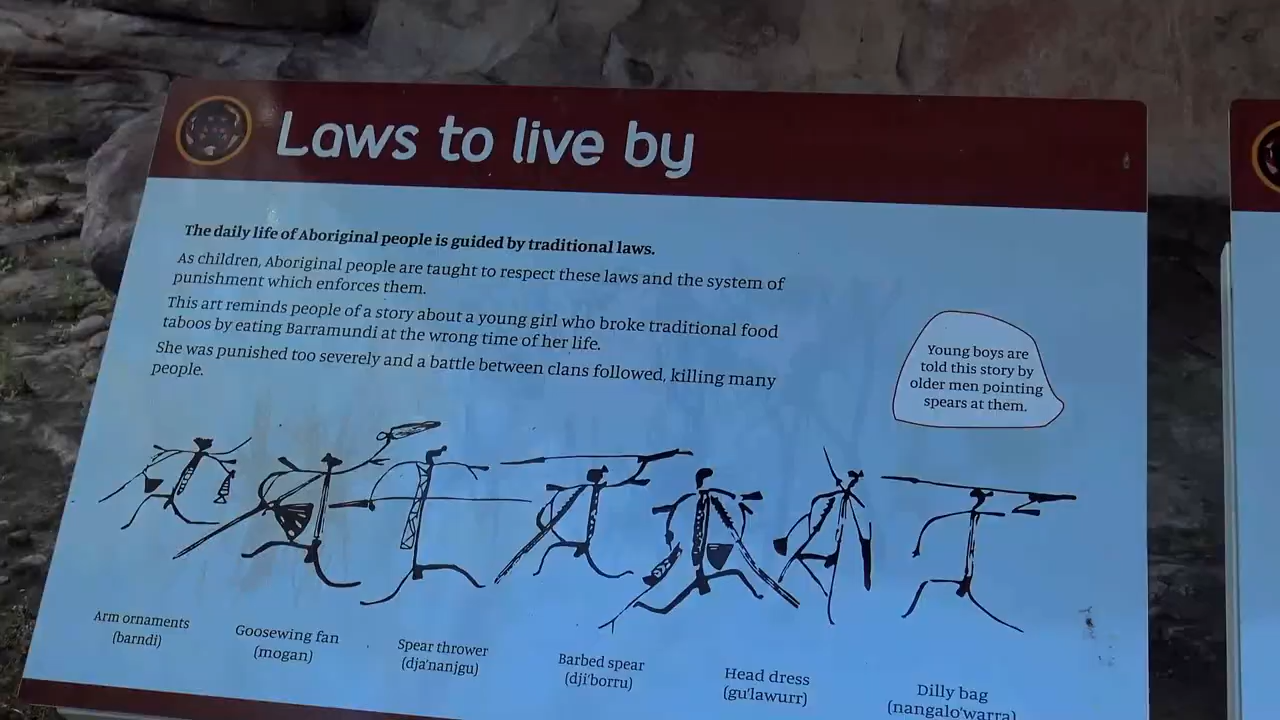 Laws to live by
The daily life of Aboriginal people is guided by traditional laws.
As children, Aboriginal people are taught to respect these laws and the system of
punishment which enforces them.
This art reminds people of a story about a young girl who broke traditional food
taboos by eating Barramundi at the wrong time of her life.
She was punished too severely and a battle between clans followed, killing many
people.
Young boys are
told this story by
older men pointing
spears at them.
Arm ornaments
(barndi)
Goosewing fan
(mogan)
Spear thrower
(dja'nanjgu)
Barbed spear
(dji'borru)
Head dress
(gu'lawurr)
Dilly bag
(nangalo'warra)